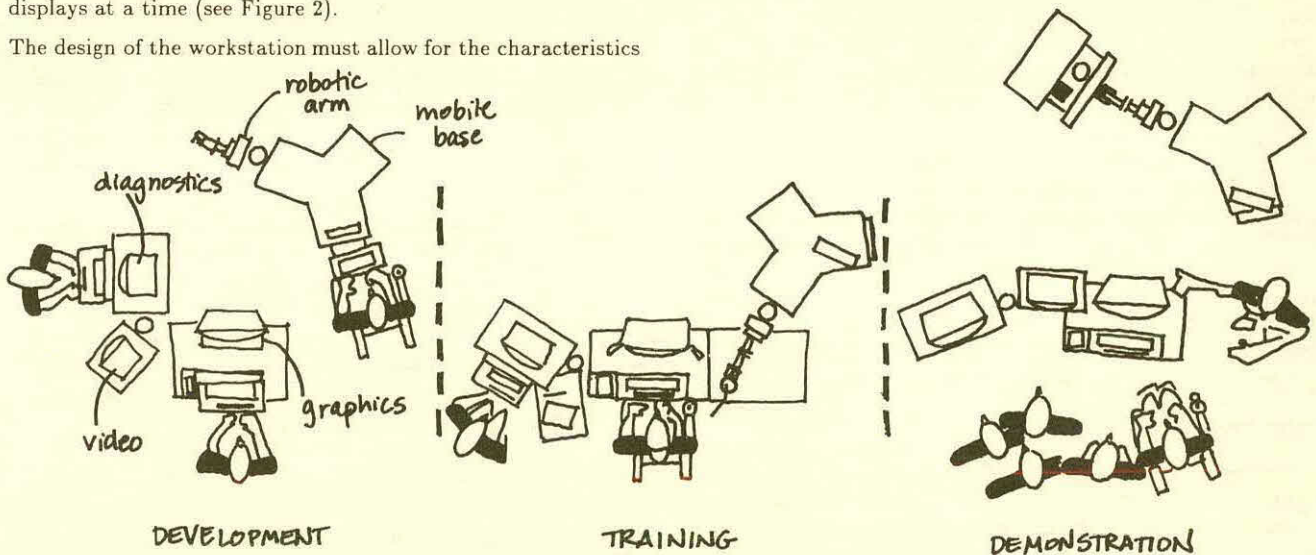 displays at a time (see Figure 2).
The design of the workstation must allow for the characteristics
robotic
arm
mobile
base
diagnostics
video
graphics
DEVELOPMENT
TRAINING
DEMONSTRATION